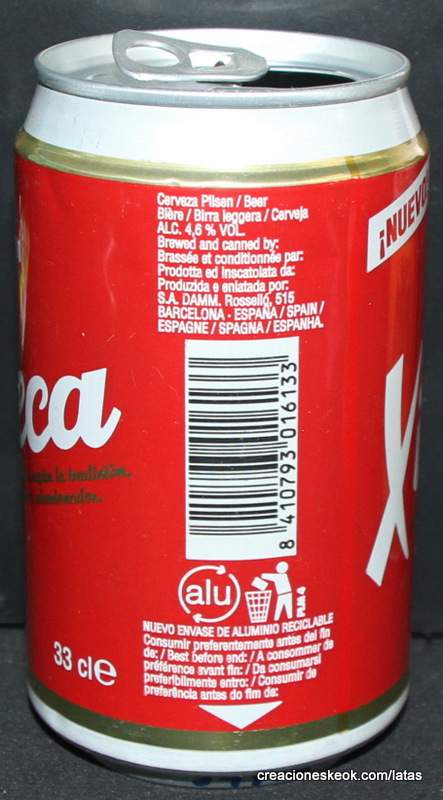 Cerveza Pilsen / Beer
Bière / Birra leggera / Cerveja
ALC. 4,6 % VOL.
Brewed and canned by:
Brassée et conditionnée par:
Prodotta ed inscatolata da:
Produzida e enlatada por:
S.A. DAMM. Rosselló, 515
BARCELONA - ESPAÑA / SPAIN /
ESPAGNE / SPAGNA / ESPANHA.
¡NUEVO
eca
la tradición,
8 410793 016133
alu
PLM 4
NUEVO ENVASE DE ALUMINIO RECICLABLE
Consumir preferentemente antes del fin
de: / Best before end: / A consommer de
préférence avant fin: / Da consumarsi
preferibilmente entro: / Consumir de
preferência antes do fim de:
33 cl e
creacioneskeok.com/latas